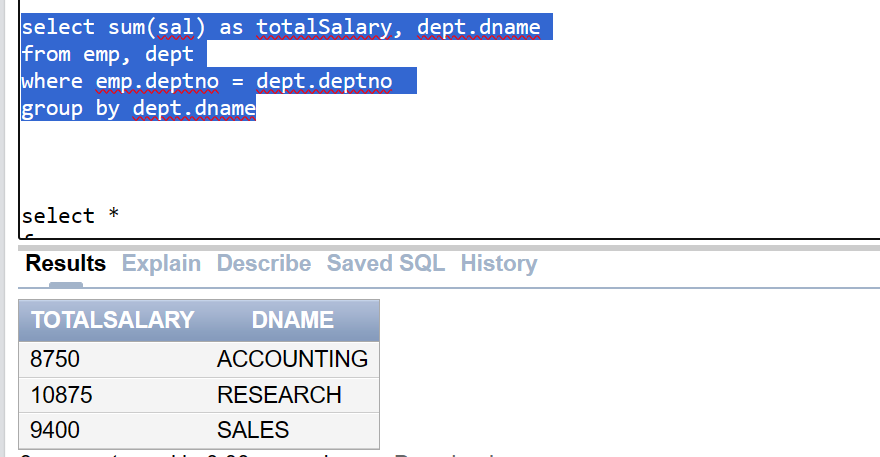 select sum(sal) as totalSalary, dept.dname
from emp, dept
where emp.deptno = dept.deptno
group by dept.dname
select *
Results Explain Describe Saved SQL History
TOTALSALARY DNAME
8750 ACCOUNTING
10875 RESEARCH
9400 SALES